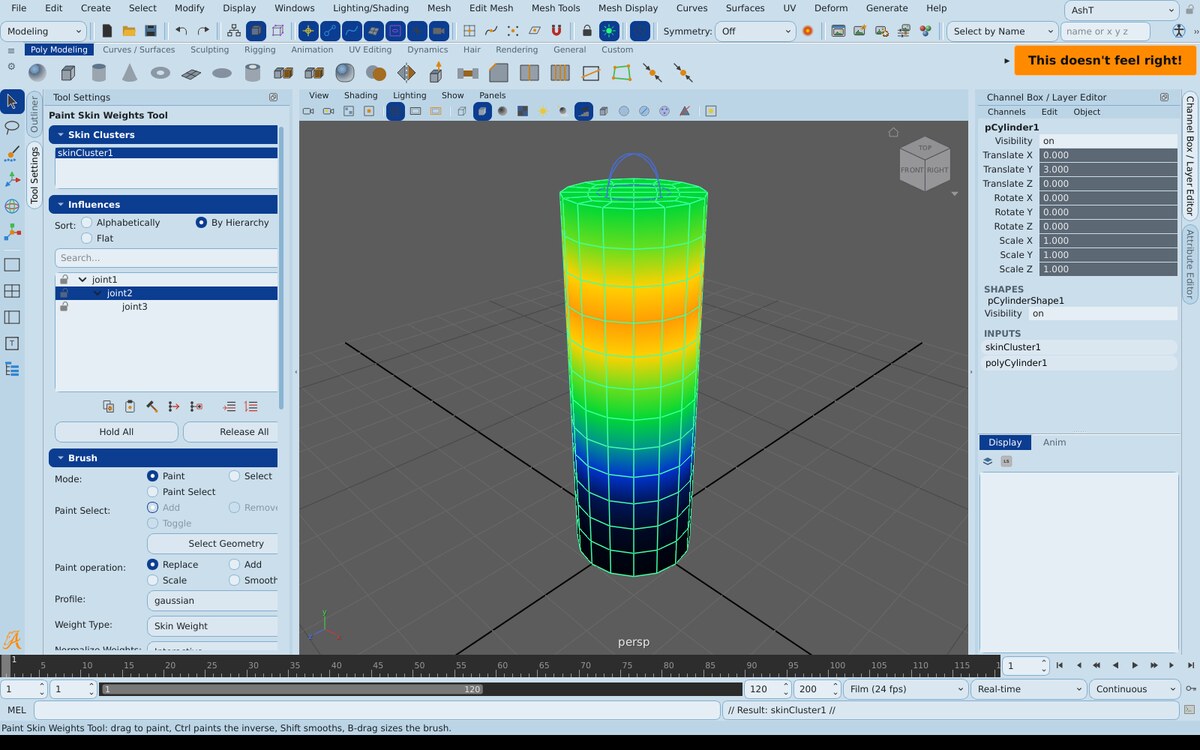 File Edit Create Select Modify Display Windows Lighting/Shading Mesh Edit Mesh Mesh Tools Mesh Display Curves Surfaces UV Deform Generate Help AshT
Modeling Symmetry: Off Select by Name name or x y z
Poly Modeling Curves / Surfaces Sculpting Rigging Animation UV Editing Dynamics Hair Rendering General Custom
This doesn't feel right!
Tool Settings
Paint Skin Weights Tool
Outliner
Tool Settings
Skin Clusters
skinCluster1
Influences
Sort: Alphabetically By Hierarchy
Flat
Search...
joint1
joint2
joint3
Hold All Release All
Brush
Mode: Paint Select
Paint Select
Paint Select: Add Remove
Toggle
Select Geometry
Paint operation: Replace Add
Scale Smooth
Profile: gaussian
Weight Type: Skin Weight
View Shading Lighting Show Panels
TOP
FRONT RIGHT
y
persp
Channel Box / Layer Editor
Channels Edit Object
pCylinder1
Visibility on
Translate X 0.000
Translate Y 3.000
Translate Z 0.000
Rotate X 0.000
Rotate Y 0.000
Rotate Z 0.000
Scale X 1.000
Scale Y 1.000
Scale Z 1.000
SHAPES
pCylinderShape1
Visibility on
INPUTS
skinCluster1
polyCylinder1
Display Anim
Channel Box / Layer Editor
Attribute Editor
1 5 10 15 20 25 30 35 40 45 50 55 60 65 70 75 80 85 90 95 100 105 110 115 1
1 1 1 120 120 200 Film (24 fps) Real-time Continuous
MEL // Result: skinCluster1 //
Paint Skin Weights Tool: drag to paint, Ctrl paints the inverse, Shift smooths, B-drag sizes the brush.